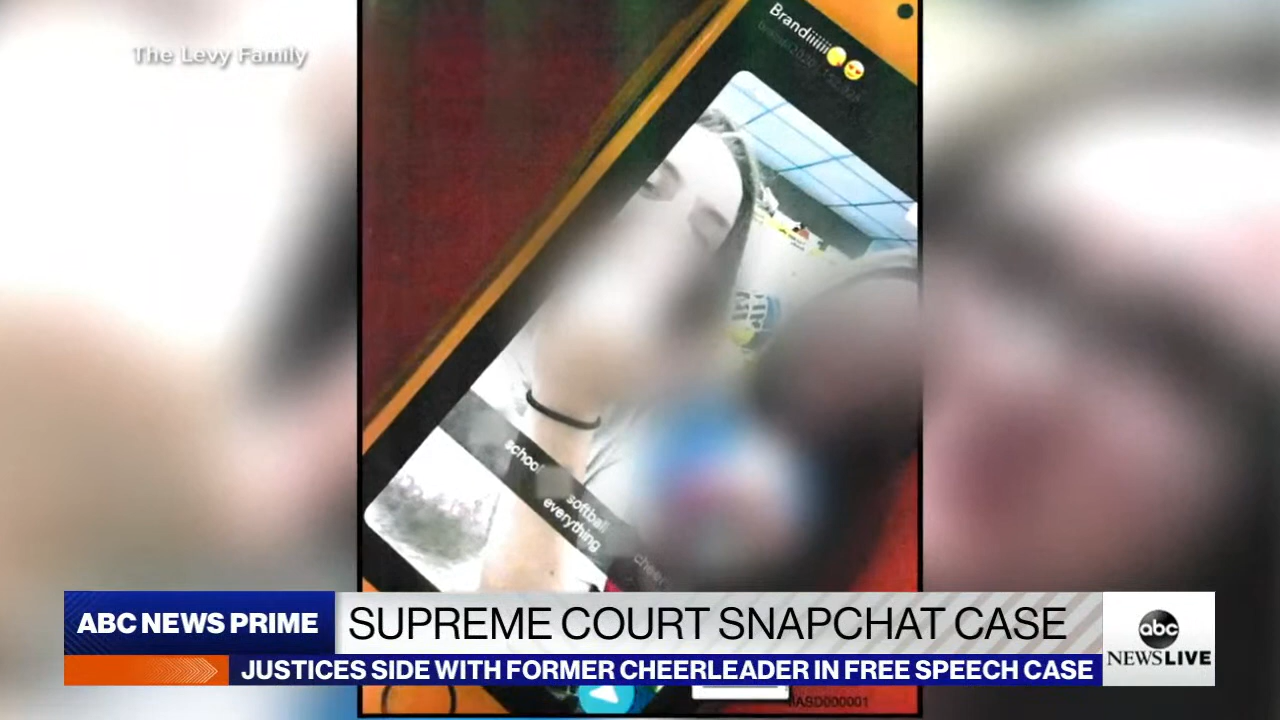 The Levy Family
Brandiiiiii
school
softball
everything
cheer
ABC NEWS PRIME
SUPREME COURT SNAPCHAT CASE
JUSTICES SIDE WITH FORMER CHEERLEADER IN FREE SPEECH CASE
abc
NEWSLIVE